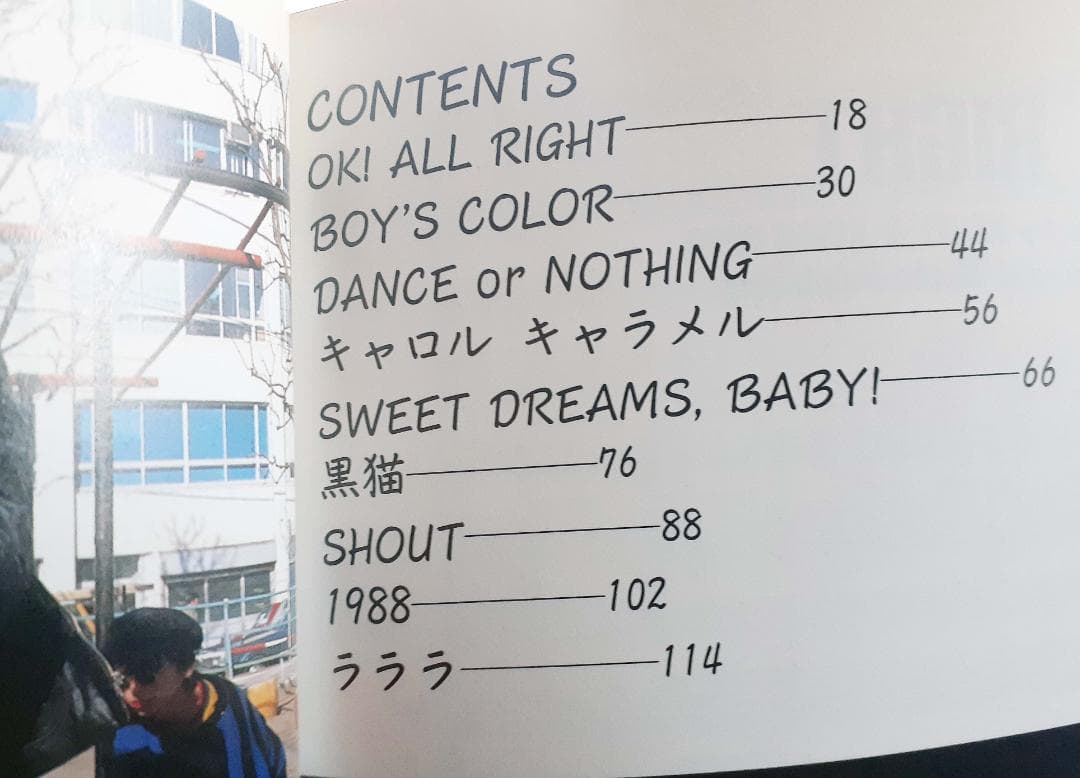 CONTENTS
OK! ALL RIGHT———18
BOY'S COLOR———30
DANCE or NOTHING———44
キャロル キャラメル———56
SWEET DREAMS, BABY!———66
黒猫———76
SHOUT———88
1988———102
ラララ———114